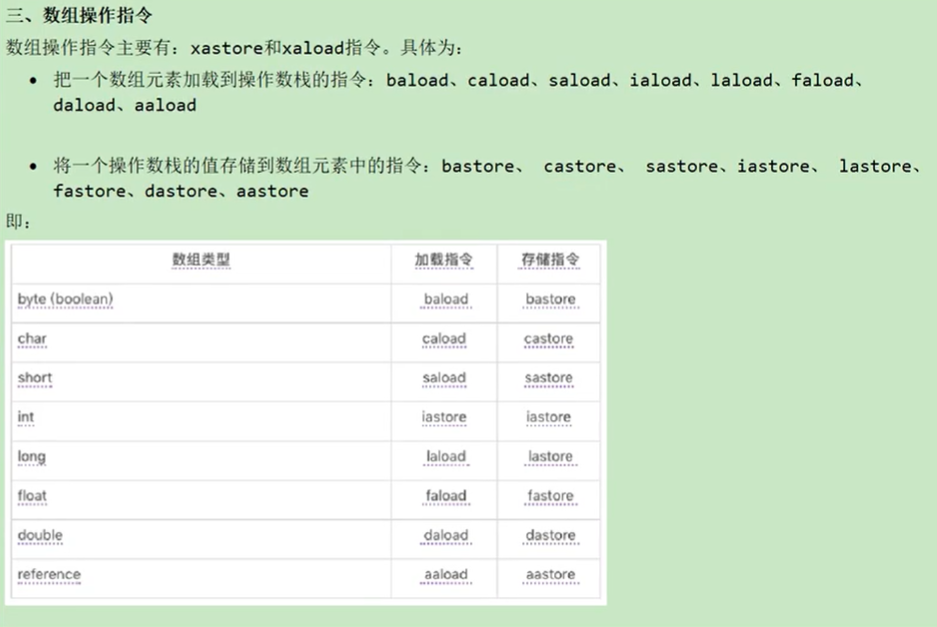 三、数组操作指令
数组操作指令主要有：xastore和xaload指令。具体为：
• 把一个数组元素加载到操作数栈的指令：baload、caload、saload、iaload、laload、faload、
daload、aaload
• 将一个操作数栈的值存储到数组元素中的指令：bastore、 castore、 sastore、iastore、 lastore、
fastore、dastore、aastore
即：
数组类型 加载指令 存储指令
byte (boolean) baload bastore
char caload castore
short saload sastore
int iastore iastore
long laload lastore
float faload fastore
double daload dastore
reference aaload aastore